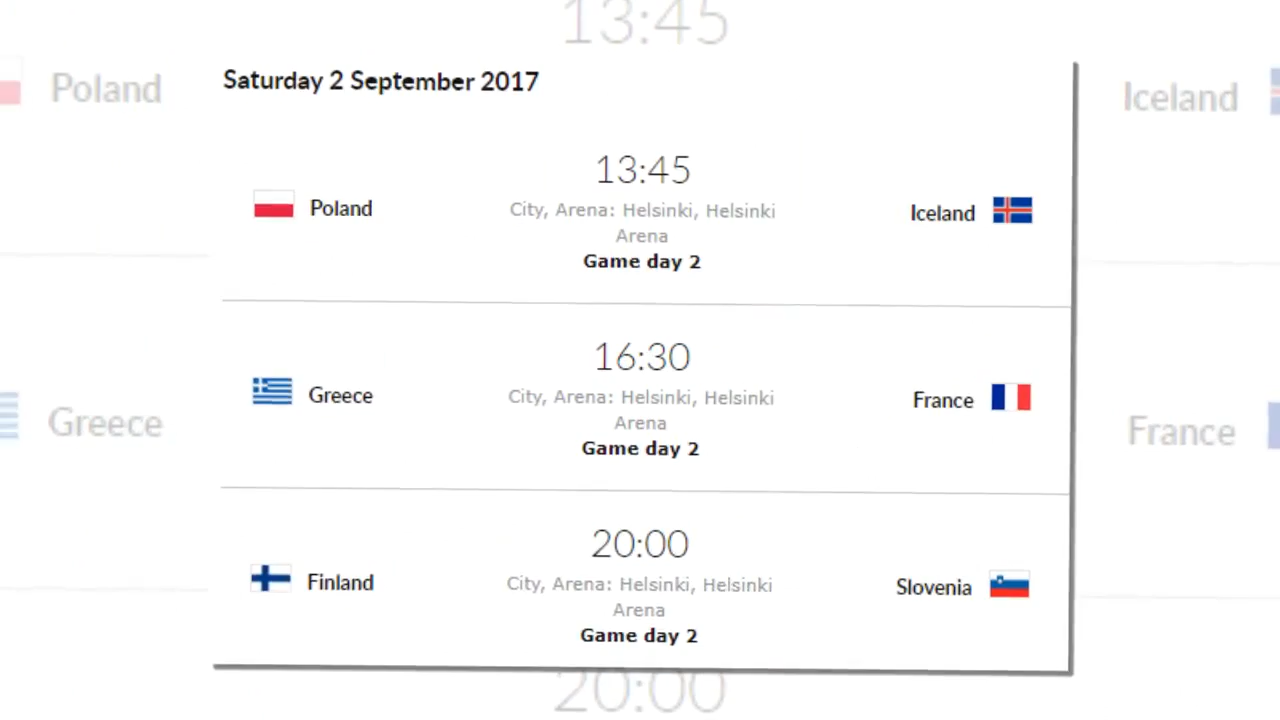 13:45
Poland
Iceland
Saturday 2 September 2017
13:45
Poland
City, Arena: Helsinki, Helsinki
Arena
Iceland
Game day 2
16:30
Greece
City, Arena: Helsinki, Helsinki
Arena
France
Game day 2
Greece
France
20:00
Finland
City, Arena: Helsinki, Helsinki
Arena
Slovenia
Game day 2
20:00